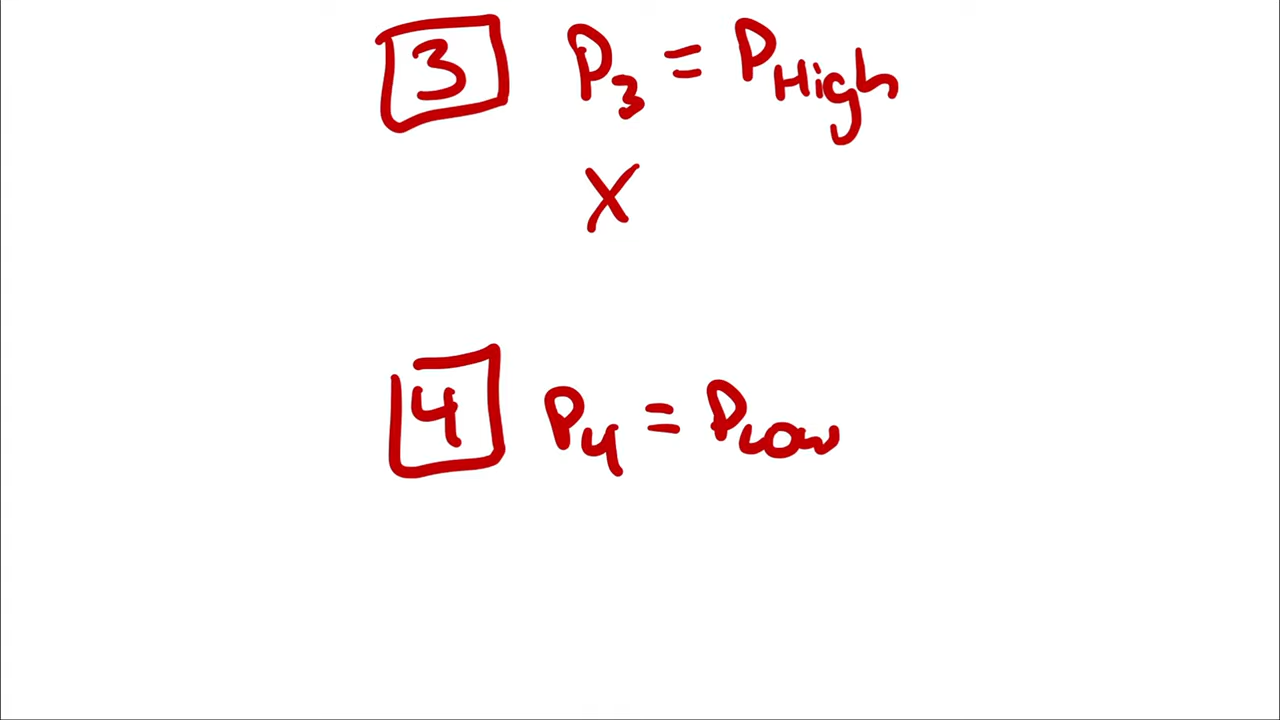 3 P3 = PHigh
X
4 P4 = PLow